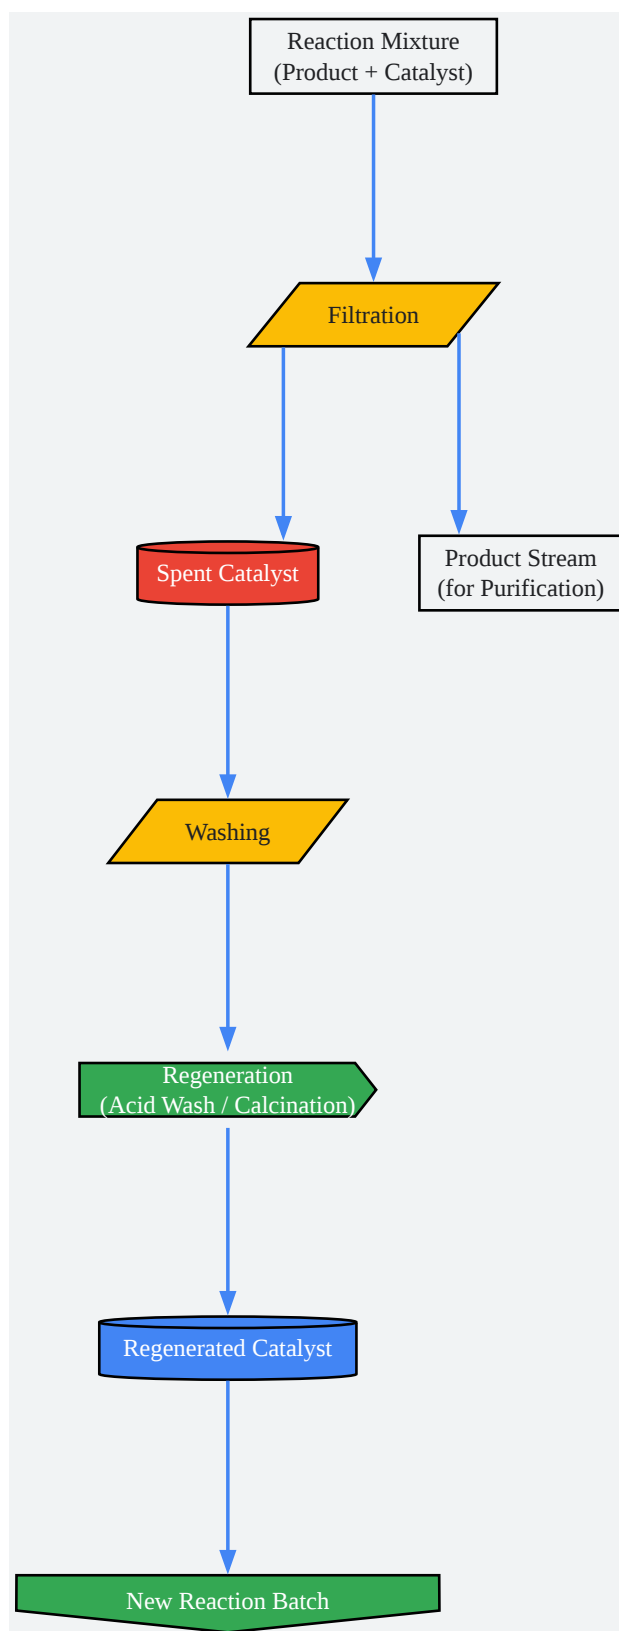 Reaction Mixture
(Product + Catalyst)
Filtration
Spent Catalyst
Product Stream
(for Purification)
Washing
Regeneration
(Acid Wash / Calcination)
Regenerated Catalyst
New Reaction Batch